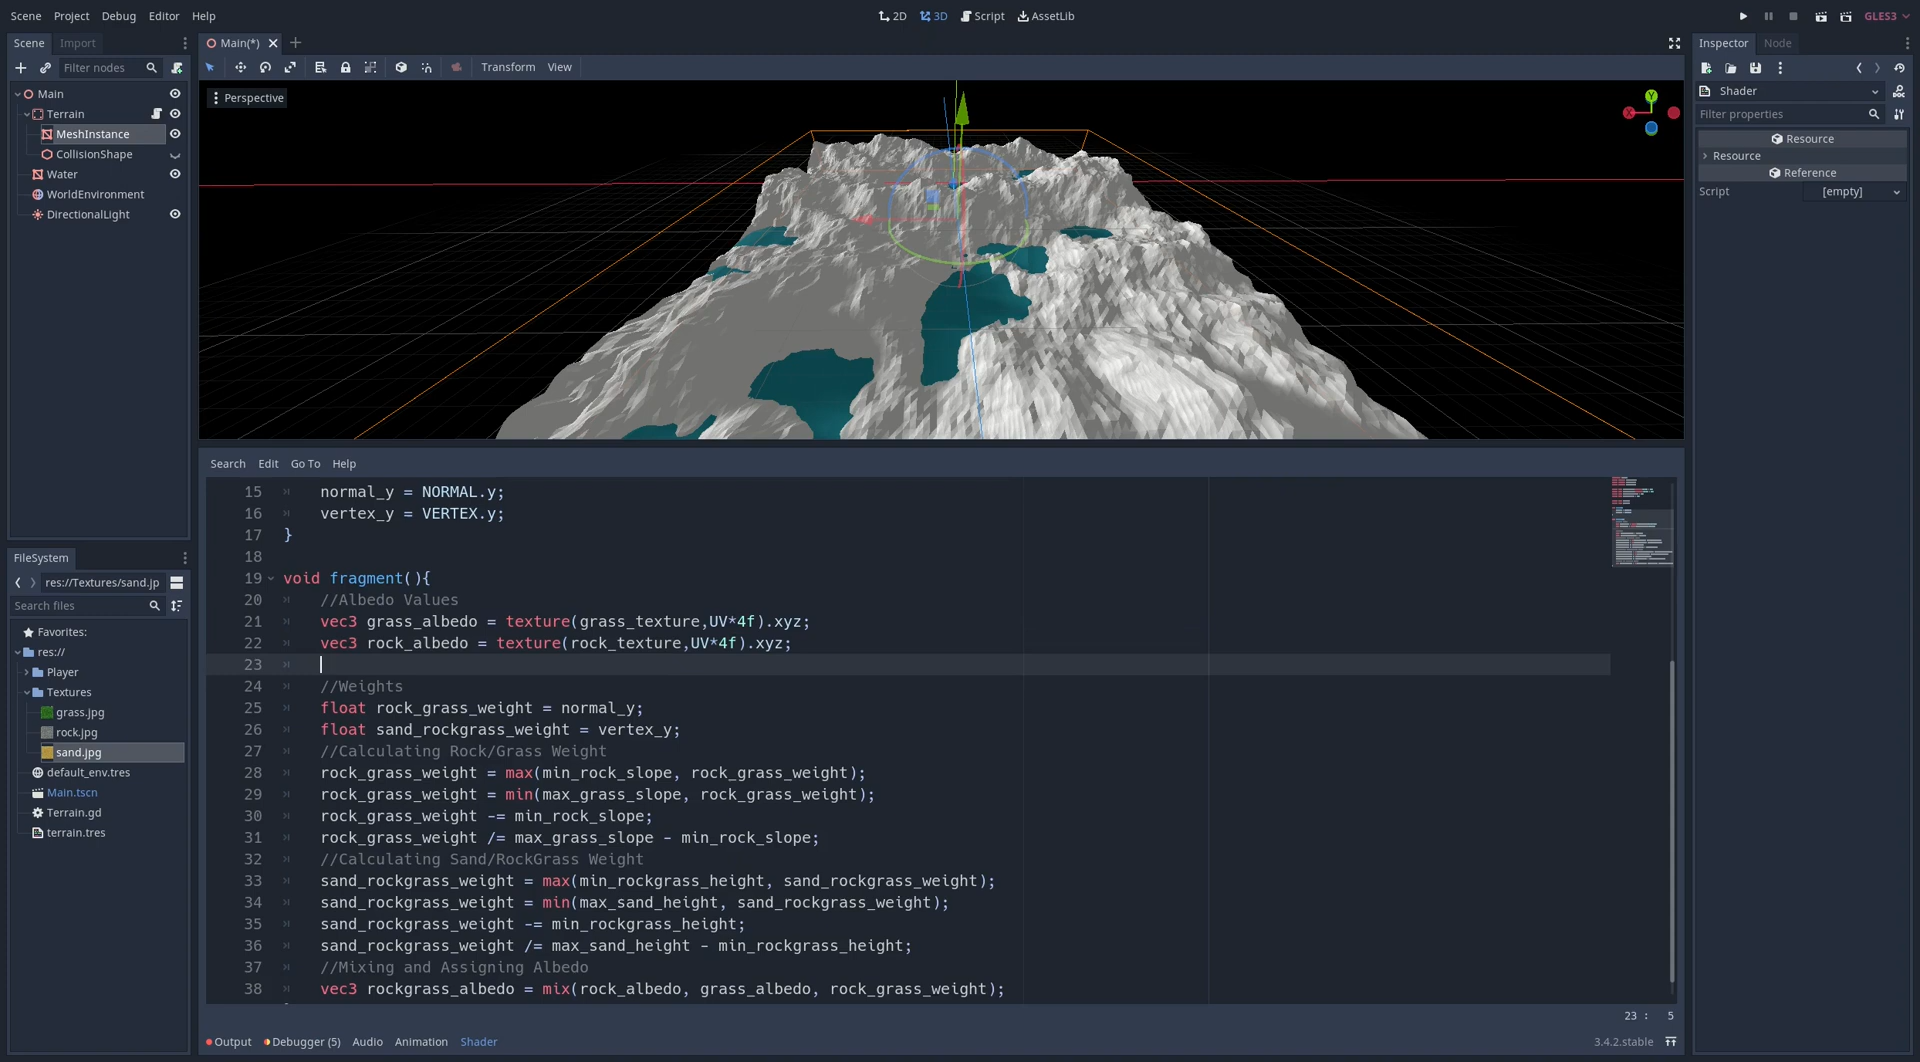 Scene Project Debug Editor Help
2D 3D Script AssetLib
GLES3
Scene Import
Filter nodes
Main
Terrain
MeshInstance
CollisionShape
Water
WorldEnvironment
DirectionalLight
FileSystem
res://Textures/sand.jp
Search files
Favorites:
res://
Player
Textures
grass.jpg
rock.jpg
sand.jpg
default_env.tres
Main.tscn
Terrain.gd
terrain.tres
Main(*)
Transform View
Perspective
Y
X
Search Edit Go To Help
15 normal_y = NORMAL.y;
16 vertex_y = VERTEX.y;
17 }
18
19 void fragment(){
20 //Albedo Values
21 vec3 grass_albedo = texture(grass_texture,UV*4f).xyz;
22 vec3 rock_albedo = texture(rock_texture,UV*4f).xyz;
23
24 //Weights
25 float rock_grass_weight = normal_y;
26 float sand_rockgrass_weight = vertex_y;
27 //Calculating Rock/Grass Weight
28 rock_grass_weight = max(min_rock_slope, rock_grass_weight);
29 rock_grass_weight = min(max_grass_slope, rock_grass_weight);
30 rock_grass_weight -= min_rock_slope;
31 rock_grass_weight /= max_grass_slope - min_rock_slope;
32 //Calculating Sand/RockGrass Weight
33 sand_rockgrass_weight = max(min_rockgrass_height, sand_rockgrass_weight);
34 sand_rockgrass_weight = min(max_sand_height, sand_rockgrass_weight);
35 sand_rockgrass_weight -= min_rockgrass_height;
36 sand_rockgrass_weight /= max_sand_height - min_rockgrass_height;
37 //Mixing and Assigning Albedo
38 vec3 rockgrass_albedo = mix(rock_albedo, grass_albedo, rock_grass_weight);
23 : 5
Output Debugger (5) Audio Animation Shader
3.4.2.stable
Inspector Node
Shader
Filter properties
Resource
Resource
Reference
Script [empty]